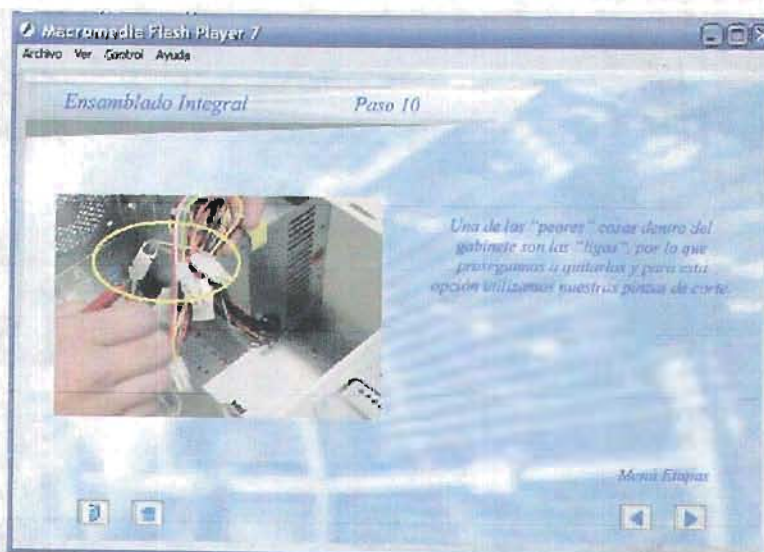 Macromedia Flash Player 7
Archivo Ver Control Ayuda
Ensamblado Integral Paso 10
Una de las "peores" cosas dentro del
gabinete son las "ligas", por lo que
proseguimos a quitarlas y para esta
opción utilizamos nuestras pinzas de corte.
Menú Etapas